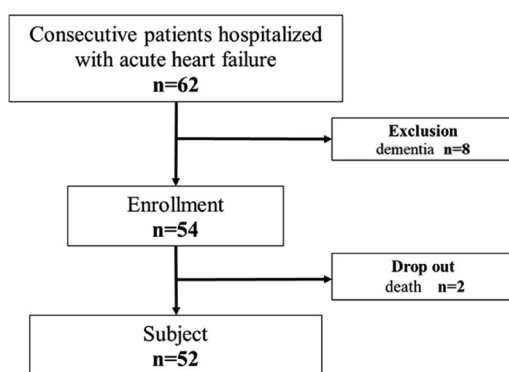 Consecutive patients hospitalized
with acute heart failure
n=62
Exclusion
dementia n=8
Enrollment
n=54
Drop out
death n=2
Subject
n=52